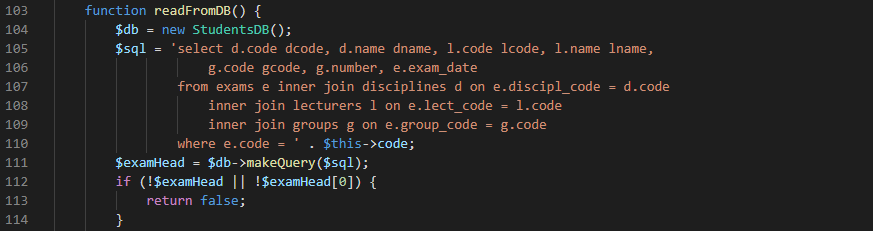 103 function readFromDB() {
104 $db = new StudentsDB();
105 $sql = 'select d.code dcode, d.name dname, l.code lcode, l.name lname,
106 g.code gcode, g.number, e.exam_date
107 from exams e inner join disciplines d on e.discipl_code = d.code
108 inner join lecturers l on e.lect_code = l.code
109 inner join groups g on e.group_code = g.code
110 where e.code = ' . $this->code;
111 $examHead = $db->makeQuery($sql);
112 if (!$examHead || !$examHead[0]) {
113 return false;
114 }